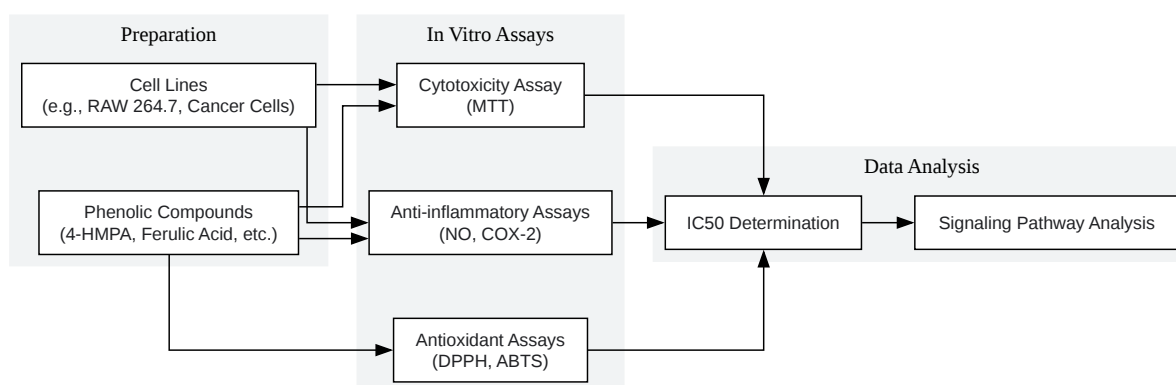 Preparation
Cell Lines
(e.g., RAW 264.7, Cancer Cells)
Phenolic Compounds
(4-HMPA, Ferulic Acid, etc.)
In Vitro Assays
Cytotoxicity Assay
(MTT)
Anti-inflammatory Assays
(NO, COX-2)
Antioxidant Assays
(DPPH, ABTS)
Data Analysis
IC50 Determination
Signaling Pathway Analysis